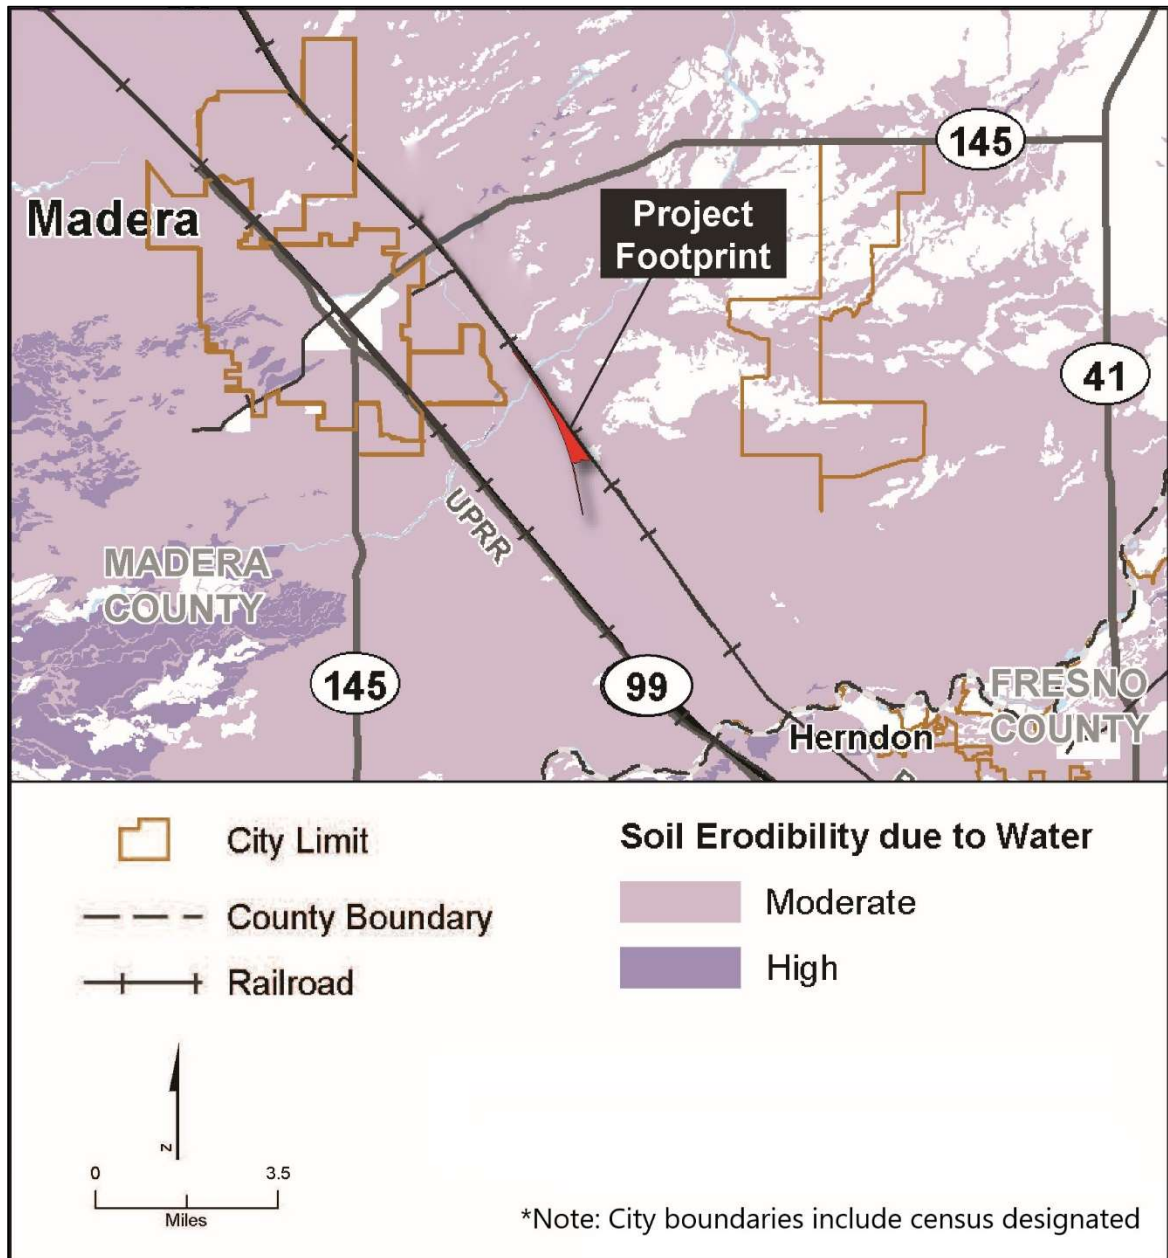 145
Project
Footprint
Madera
41
UPRR
MADERA
COUNTY
145
99
FRESNO
COUNTY
Herndon
City Limit
County Boundary
Railroad
Soil Erodibility due to Water
Moderate
High
N
0 3.5
Miles
*Note: City boundaries include census designated